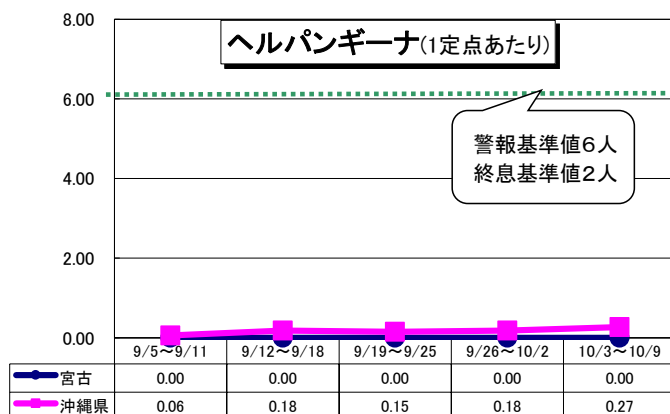 ヘルパンギーナ(1定点あたり)
8.00
6.00
4.00
2.00
0.00
警報基準値6人
終息基準値2人
9/5~9/11 9/12~9/18 9/19~9/25 9/26~10/2 10/3~10/9
宮古 0.00 0.00 0.00 0.00 0.00
沖縄県 0.06 0.18 0.15 0.18 0.27